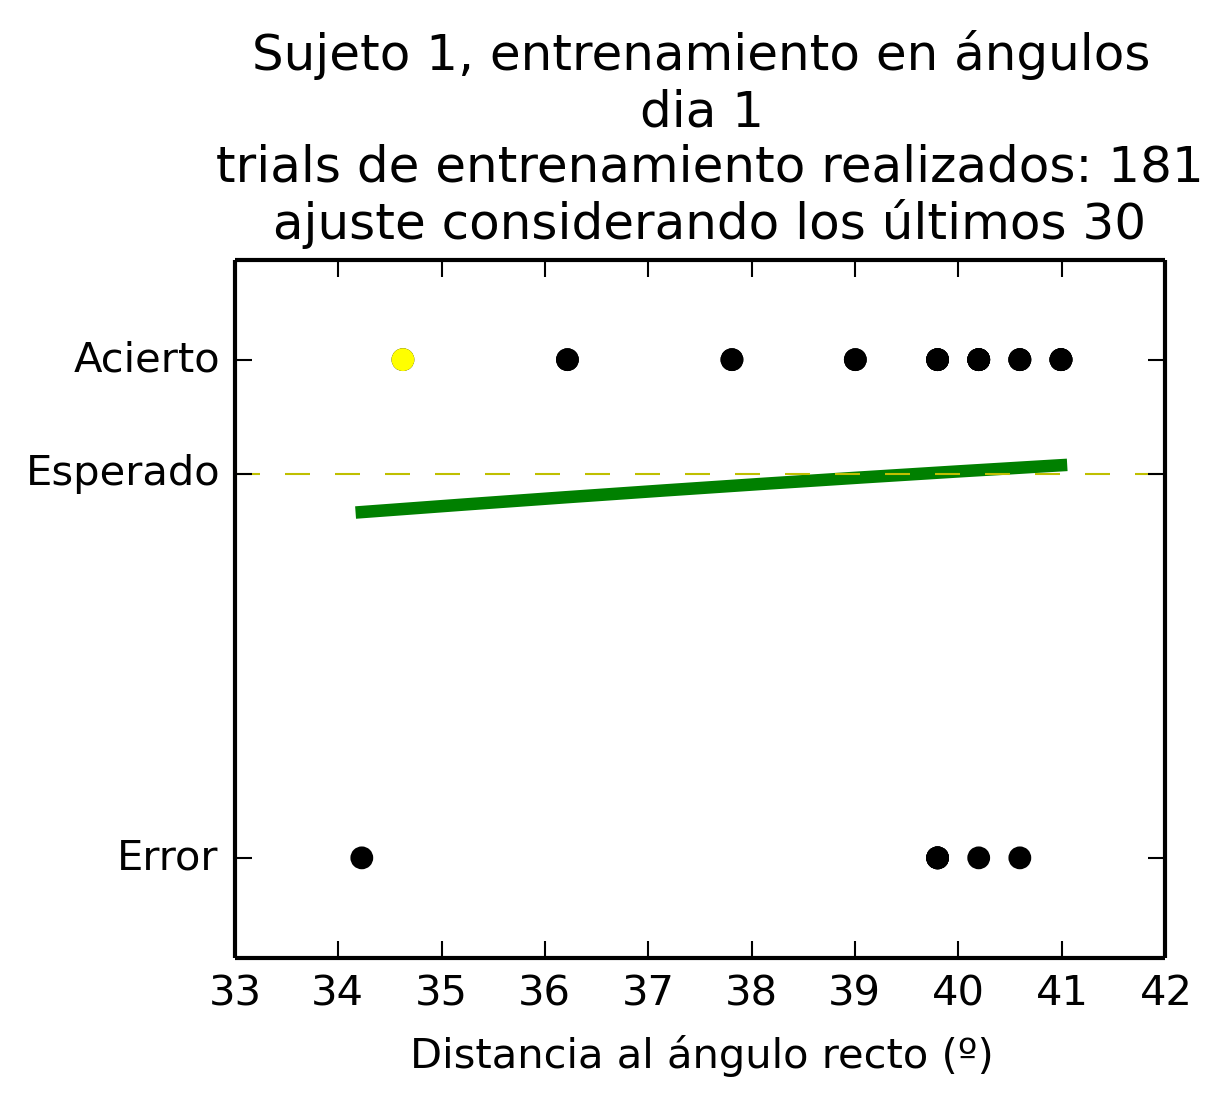 Sujeto 1, entrenamiento en ángulos
dia 1
trials de entrenamiento realizados: 181
ajuste considerando los últimos 30
Acierto
Esperado
Error
33 34 35 36 37 38 39 40 41 42
Distancia al ángulo recto (º)